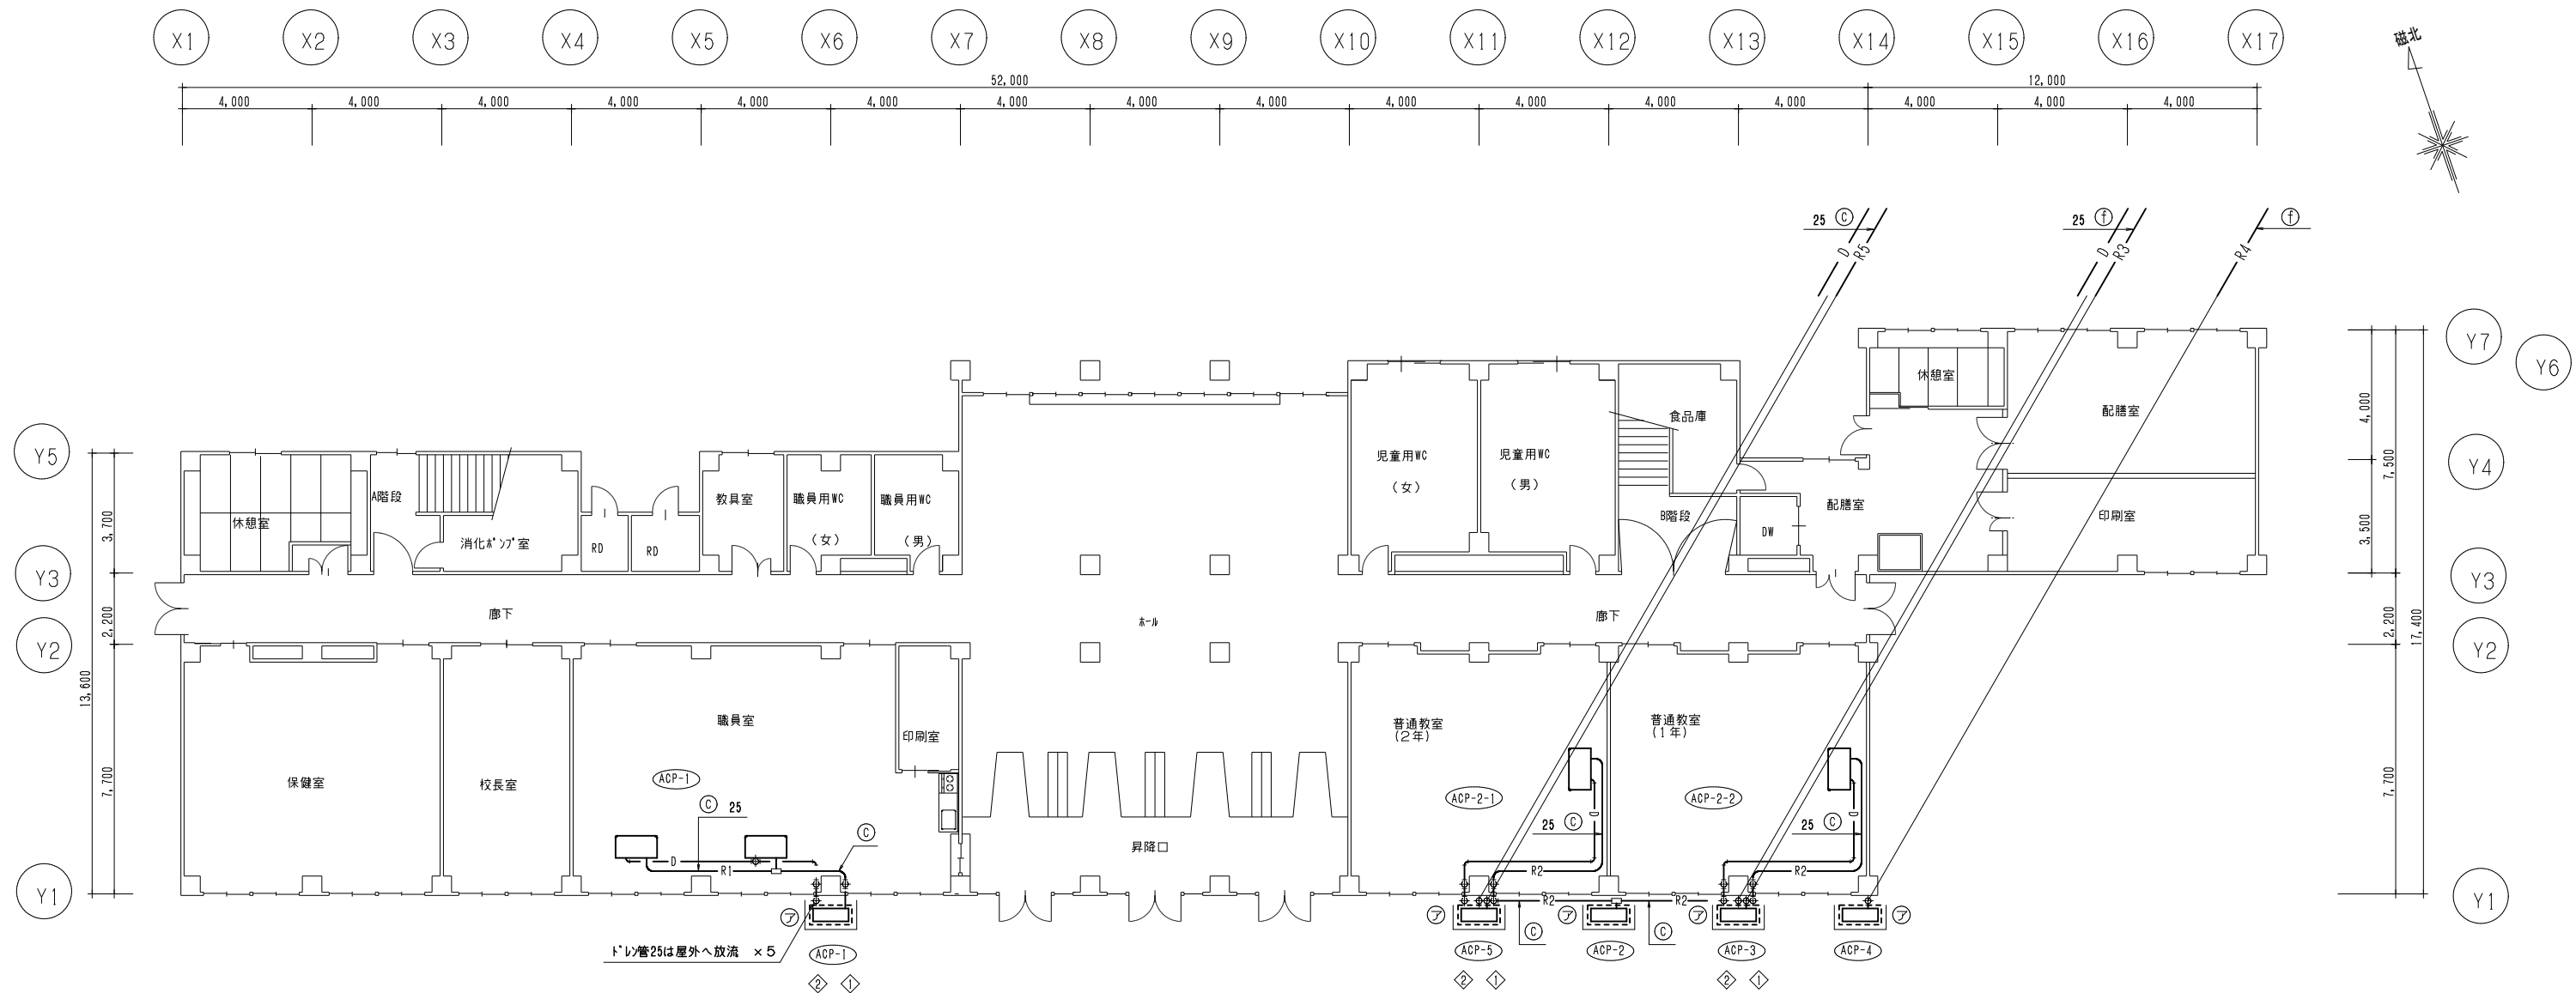 X1 X2 X3 X4 X5 X6 X7 X8 X9 X10 X11 X12 X13 X14 X15 X16 X17
磁北
52,000 12,000
4,000 4,000 4,000 4,000 4,000 4,000 4,000 4,000 4,000 4,000 4,000 4,000 4,000 4,000 4,000 4,000
25 C 25 f f
D R5 D R3 R4
Y7
Y6
休憩室
配膳室
食品庫
4,000
7,500
児童用WC
(女)
児童用WC
(男)
Y5
Y4
A階段
教具室
職員用WC
(女)
職員用WC
(男)
休憩室
3,700
消化ポンプ室
RD
RD
B階段
配膳室
DW
印刷室
3,500
Y3
Y3
廊下
ホール
廊下
2,200
2,200
17,400
Y2
Y2
13,600
職員室
印刷室
普通教室
(2年)
普通教室
(1年)
保健室
校長室
ACP-1
7,700
7,700
ACP-2-1
ACP-2-2
C 25
C
25 C
25 C
昇降口
D
R1
R2
R2
Y1
Y1
R2 R2
ア ア ア ア ア
C C
ドレン管25は屋外へ放流 ×5
ACP-1 ACP-5 ACP-2 ACP-3 ACP-4
2 1 2 1 2 1